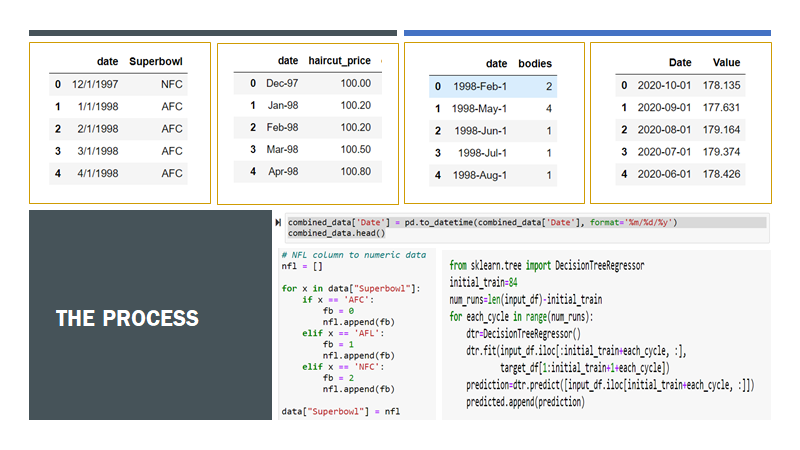 date Superbowl
0 12/1/1997 NFC
1 1/1/1998 AFC
2 2/1/1998 AFC
3 3/1/1998 AFC
4 4/1/1998 AFC
date haircut_price
0 Dec-97 100.00
1 Jan-98 100.20
2 Feb-98 100.20
3 Mar-98 100.50
4 Apr-98 100.80
date bodies
0 1998-Feb-1 2
1 1998-May-1 4
2 1998-Jun-1 1
3 1998-Jul-1 1
4 1998-Aug-1 1
Date Value
0 2020-10-01 178.135
1 2020-09-01 177.631
2 2020-08-01 179.164
3 2020-07-01 179.374
4 2020-06-01 178.426
THE PROCESS
combined_data['Date'] = pd.to_datetime(combined_data['Date'], format='%m/%d/%y')
combined_data.head()
# NFL column to numeric data
nfl = []
for x in data["Superbowl"]:
if x == 'AFC':
fb = 0
nfl.append(fb)
elif x == 'AFL':
fb = 1
nfl.append(fb)
elif x == 'NFC':
fb = 2
nfl.append(fb)
data["Superbowl"] = nfl
from sklearn.tree import DecisionTreeRegressor
initial_train=84
num_runs=len(input_df)-initial_train
for each_cycle in range(num_runs):
dtr=DecisionTreeRegressor()
dtr.fit(input_df.iloc[:initial_train+each_cycle, :],
target_df[1:initial_train+1+each_cycle])
prediction=dtr.predict([input_df.iloc[initial_train+each_cycle, :]])
predicted.append(prediction)